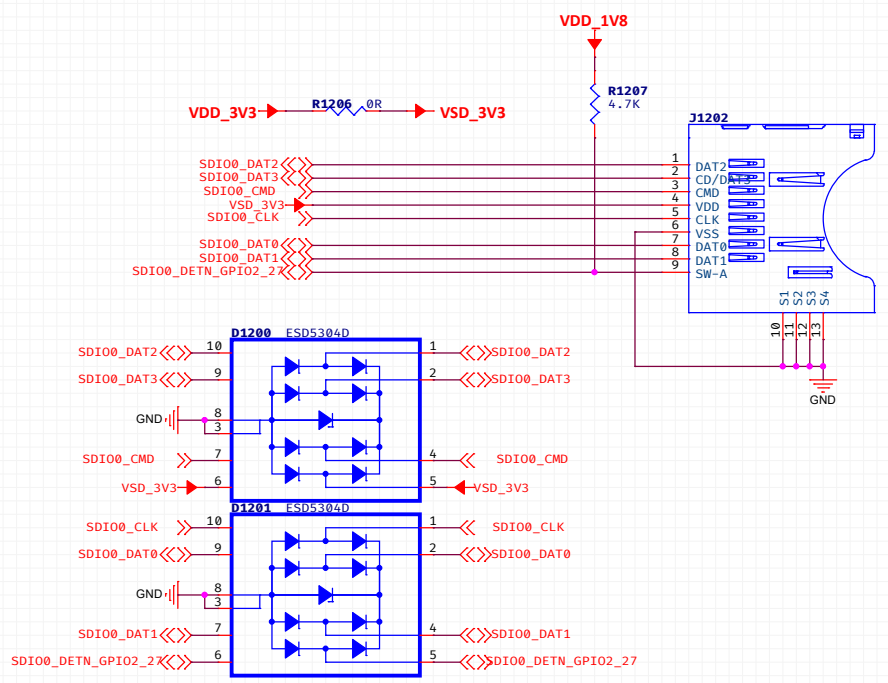 VDD_1V8
R1207
4.7K
VDD_3V3
R1206
0R
VSD_3V3
J1202
SDIO0_DAT2
1
DAT2
SDIO0_DAT3
2
CD/DAT3
SDIO0_CMD
3
CMD
VSD_3V3
4
VDD
SDIO0_CLK
5
CLK
6
VSS
SDIO0_DAT0
7
DAT0
SDIO0_DAT1
8
DAT1
SDIO0_DETN_GPIO2_27
9
SW-A
S1
S2
S3
S4
10
11
12
13
GND
D1200
ESD5304D
SDIO0_DAT2
10
1
SDIO0_DAT2
SDIO0_DAT3
9
2
SDIO0_DAT3
GND
8
3
SDIO0_CMD
7
4
SDIO0_CMD
VSD_3V3
6
5
VSD_3V3
D1201
ESD5304D
SDIO0_CLK
10
1
SDIO0_CLK
SDIO0_DAT0
9
2
SDIO0_DAT0
GND
8
3
SDIO0_DAT1
7
4
SDIO0_DAT1
SDIO0_DETN_GPIO2_27
6
5
SDIO0_DETN_GPIO2_27